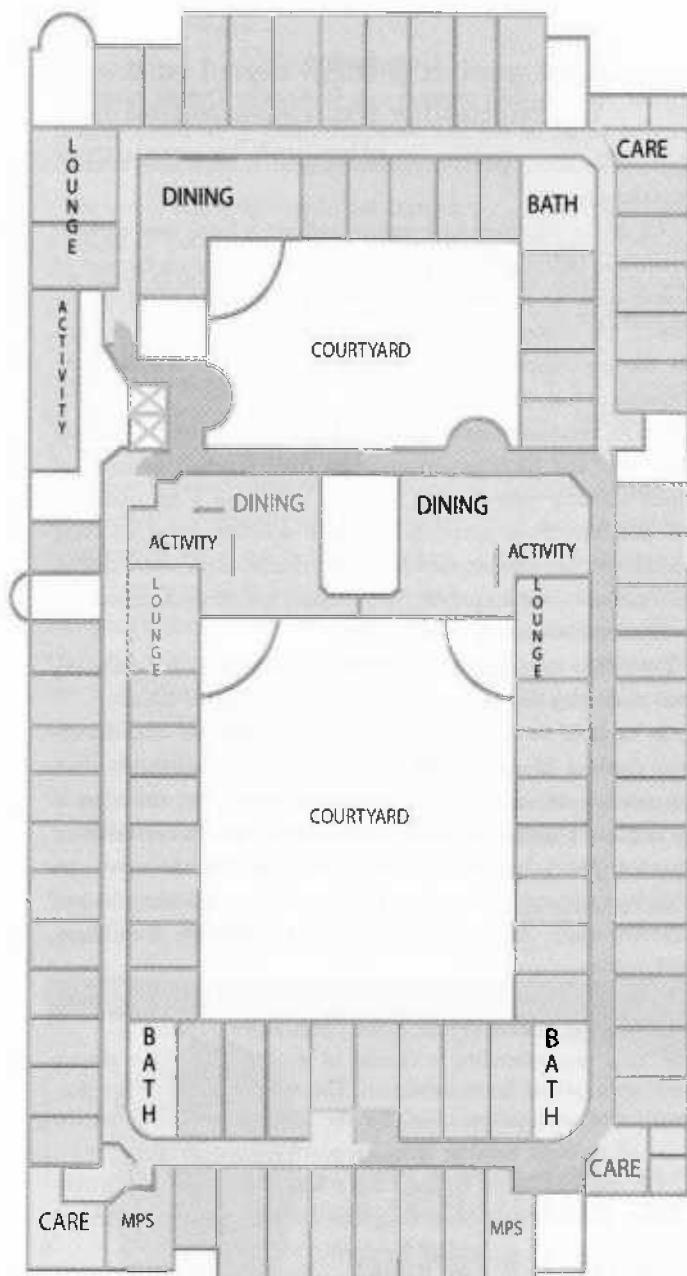 LOUNGE
CARE
DINING
BATH
ACTIVITY
COURTYARD
DINING
DINING
ACTIVITY
ACTIVITY
LOUNGE
LOUNGE
COURTYARD
BATH
BATH
CARE
CARE
MPS
MPS